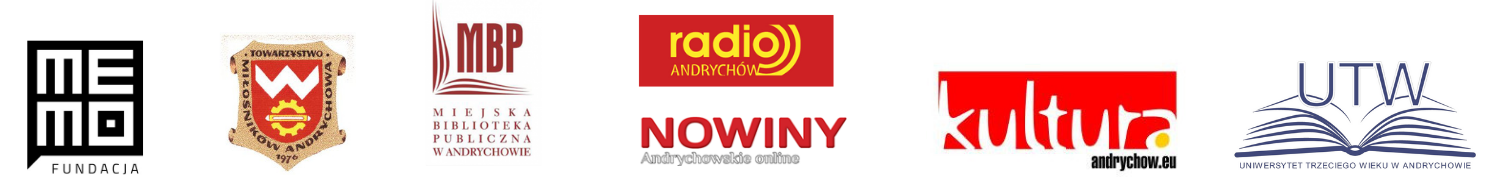 ME
MO
FUNDACJA
TOWARZYSTWO
MIŁOŚNIKÓW ANDRYCHOWA
1976
MBP
MIEJSKA
BIBLIOTEKA
PUBLICZNA
W ANDRYCHOWIE
radio
ANDRYCHÓW
NOWINY
Andrychowskie online
kultura
andrychow.eu
UTW
UNIWERSYTET TRZECIEGO WIEKU W ANDRYCHOWIE